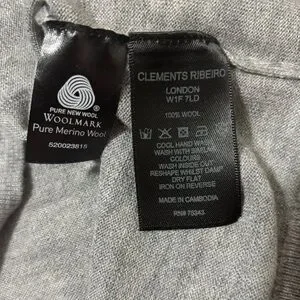 PURE NEW WOOL
WOOLMARK
Pure Merino Wool
520023815
CLEMENTS RIBEIRO
LONDON
W1F 7LD
100% WOOL
COOL HAND WASH
WASH WITH SIMILAR
COLOURS
WASH INSIDE OUT
RESHAPE WHILST DAMP
DRY FLAT
IRON ON REVERSE
MADE IN CAMBODIA
RN# 75343